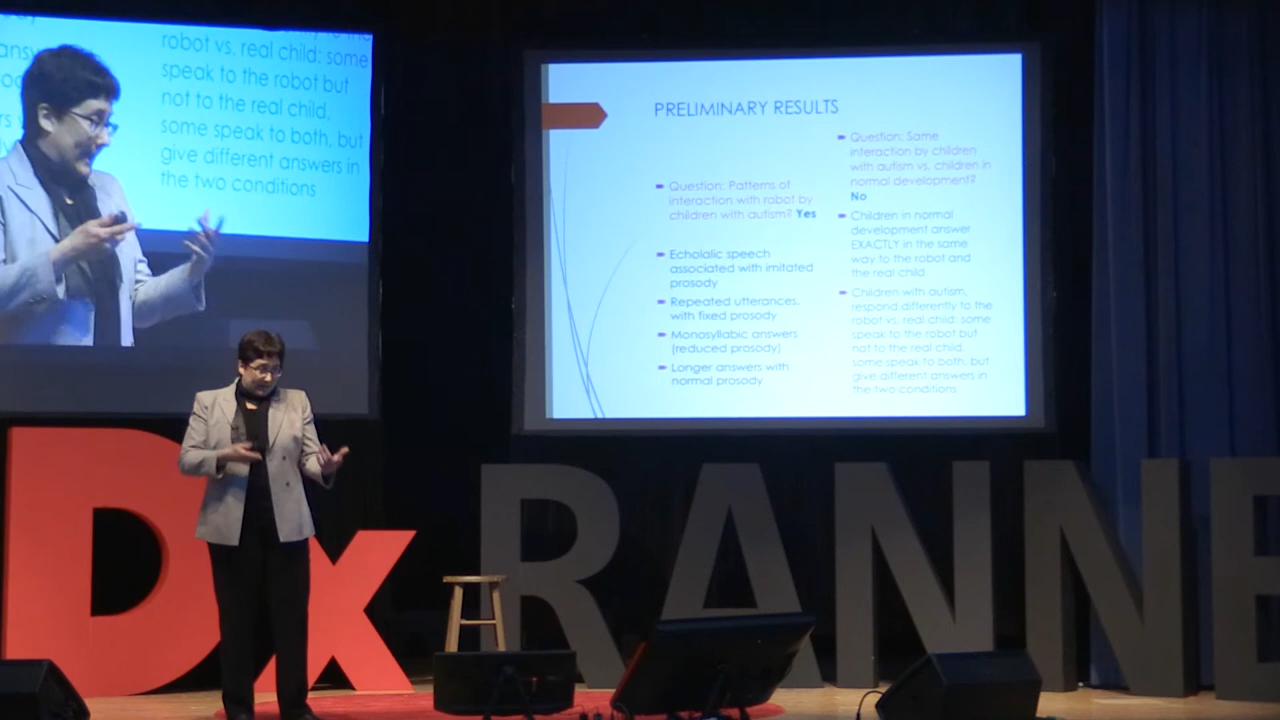 robot vs. real child: some
speak to the robot but
not to the real child,
some speak to both, but
give different answers in
the two conditions
PRELIMINARY RESULTS
Question: Patterns of
interaction with robot by
children with autism? Yes
Echolalic speech
associated with imitated
prosody
Repeated utterances,
with fixed prosody
Monosyllabic answers
(reduced prosody)
Longer answers with
normal prosody
Question: Same
interaction by children
with autism vs. children in
normal development?
No
Children in normal
development answer
EXACTLY in the same
way to the robot and
the real child
Children with autism,
respond differently to the
robot vs. real child: some
speak to the robot but
not to the real child,
some speak to both, but
give different answers in
the two conditions
Dx RANNE